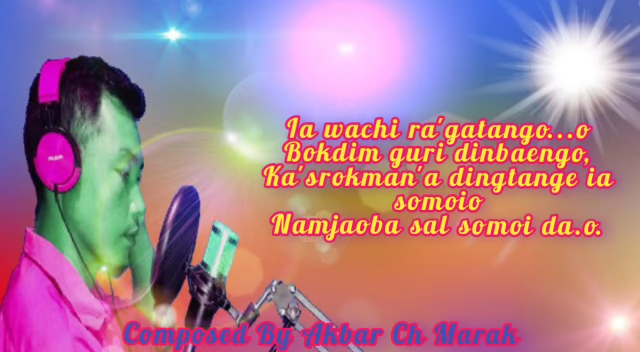 Ia wachi ra'gatango...o
Bokdim guri dinbaengo,
Ka'srokman'a dingtange ia
somoio
Namjaoba sal somoi da.o.
Composed By Akbar Ch Marak